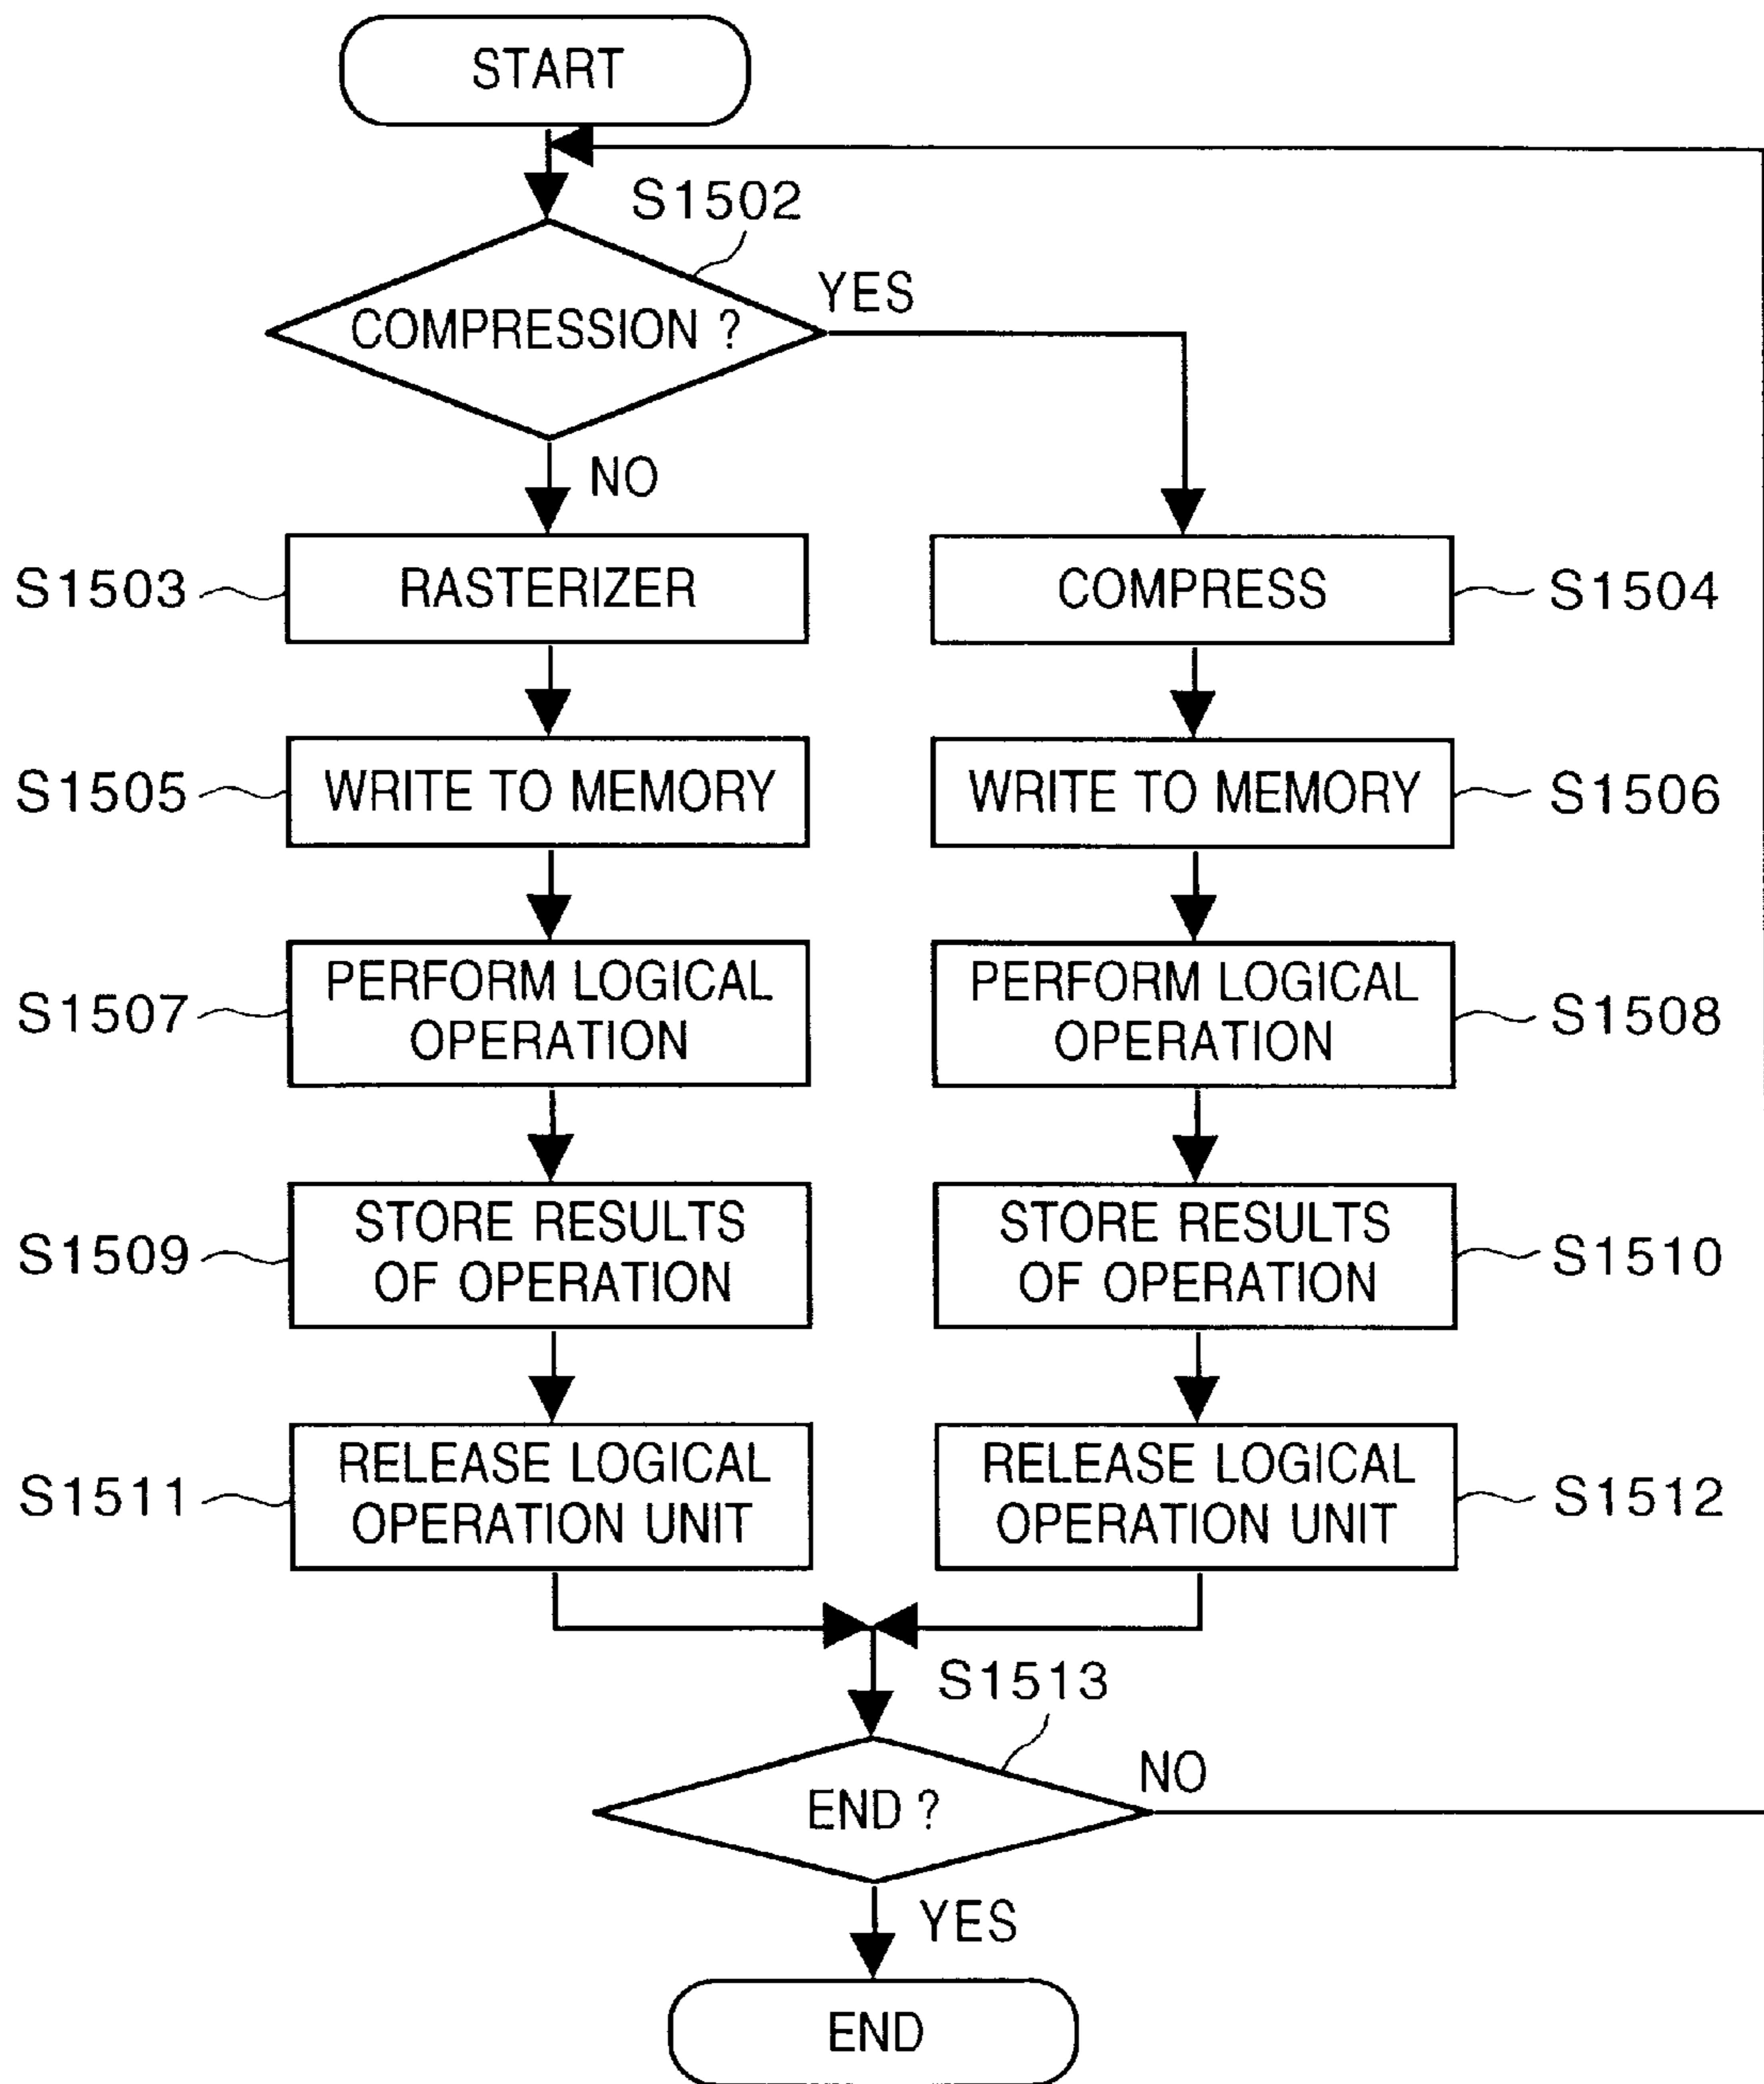 START
S1502
YES
COMPRESSION ?
NO
S1503
RASTERIZER
COMPRESS
S1504
S1505
WRITE TO MEMORY
WRITE TO MEMORY
S1506
S1507
PERFORM LOGICAL
OPERATION
PERFORM LOGICAL
OPERATION
S1508
S1509
STORE RESULTS
OF OPERATION
STORE RESULTS
OF OPERATION
S1510
S1511
RELEASE LOGICAL
OPERATION UNIT
RELEASE LOGICAL
OPERATION UNIT
S1512
S1513
NO
END ?
YES
END